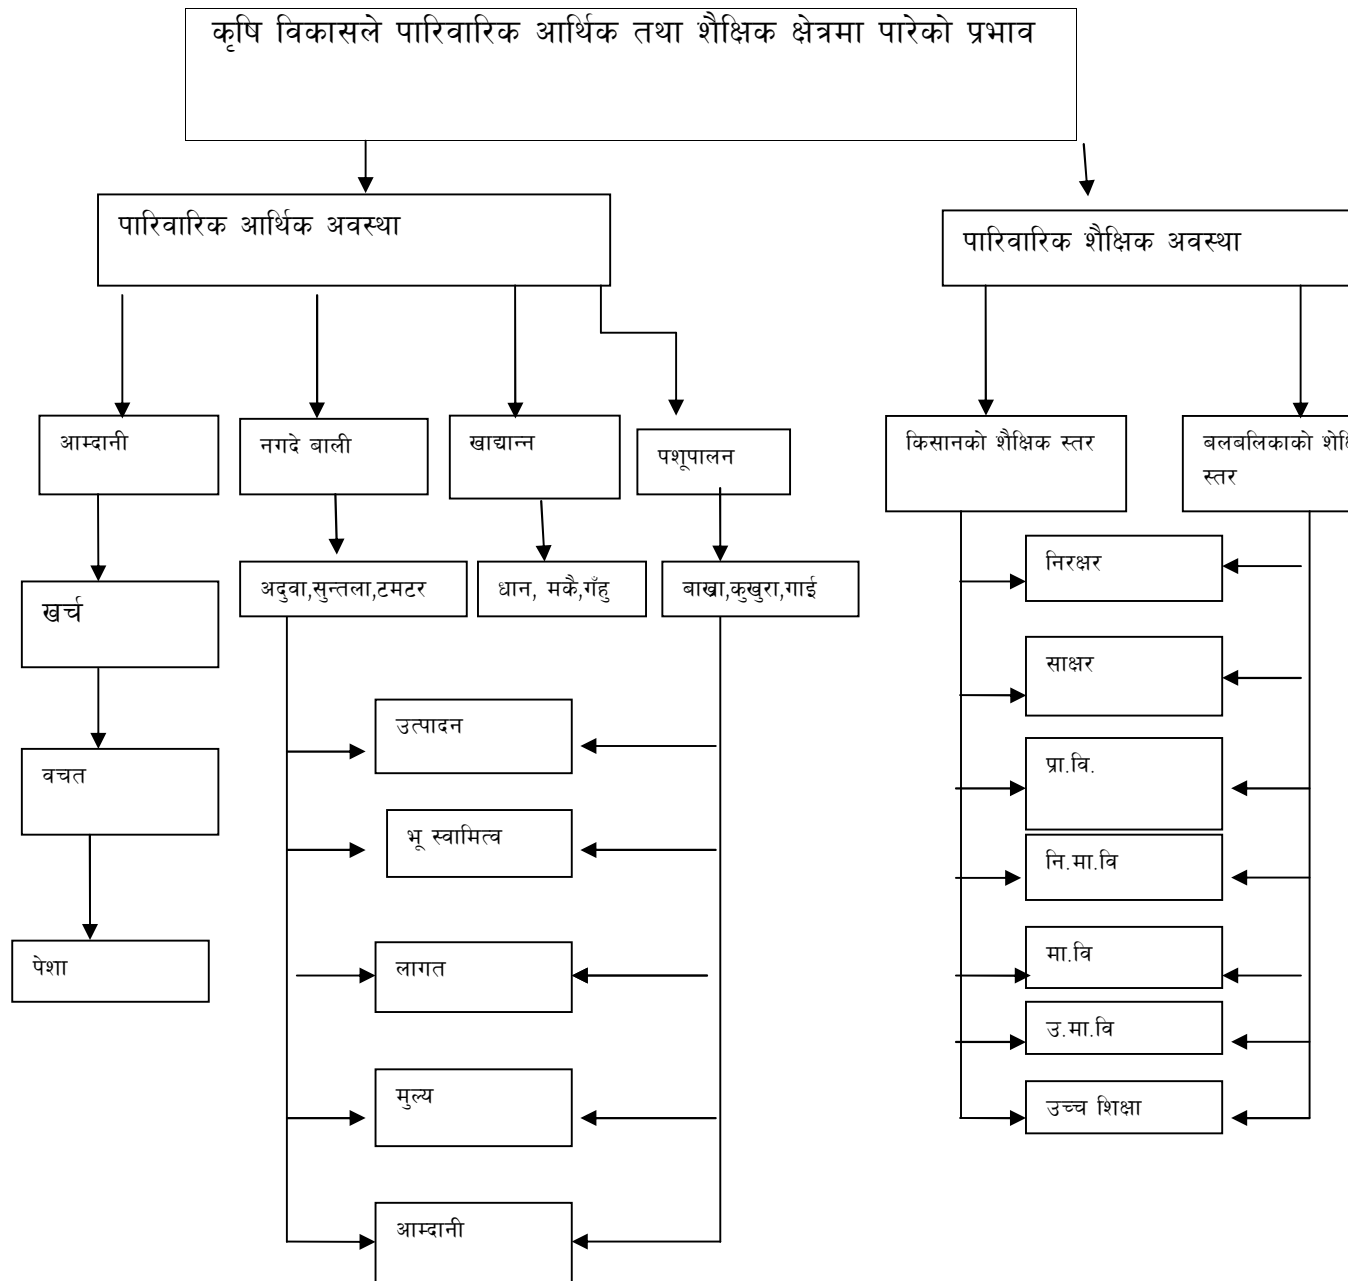 कृषि विकासले पारिवारिक आर्थिक तथा शैक्षिक क्षेत्रमा पारेको प्रभाव
पारिवारिक आर्थिक अवस्था
पारिवारिक शैक्षिक अवस्था
आम्दानी
नगदे बाली
खाद्यान्न
पशूपालन
किसानको शैक्षिक स्तर
बलबलिकाको
स्तर
खर्च
अदुवा,सुन्तला,टमटर
धान, मकै,गँहु
बाख्रा,कुखुरा,गाई
वचत
पेशा
उत्पादन
भू स्वामित्व
लागत
मुल्य
आम्दानी
निरक्षर
साक्षर
प्रा.वि.
नि.मा.वि
मा.वि
उ.मा.वि
उच्च शिक्षा